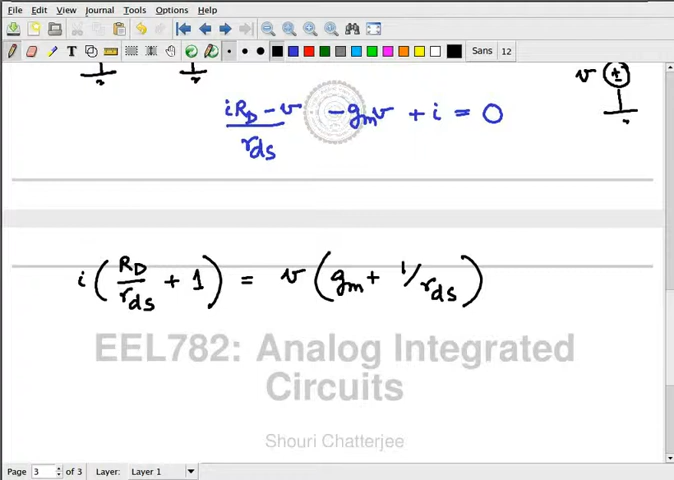 File Edit View Journal Tools Options Help
Sans 12
v ±
iR_D - v / r_ds - g_m v + i = 0
i ( R_D / r_ds + 1 ) = v ( g_m + 1/r_ds )
EEL782: Analog Integrated
Circuits
Shouri Chatterjee
Page 3 of 3 Layer: Layer 1